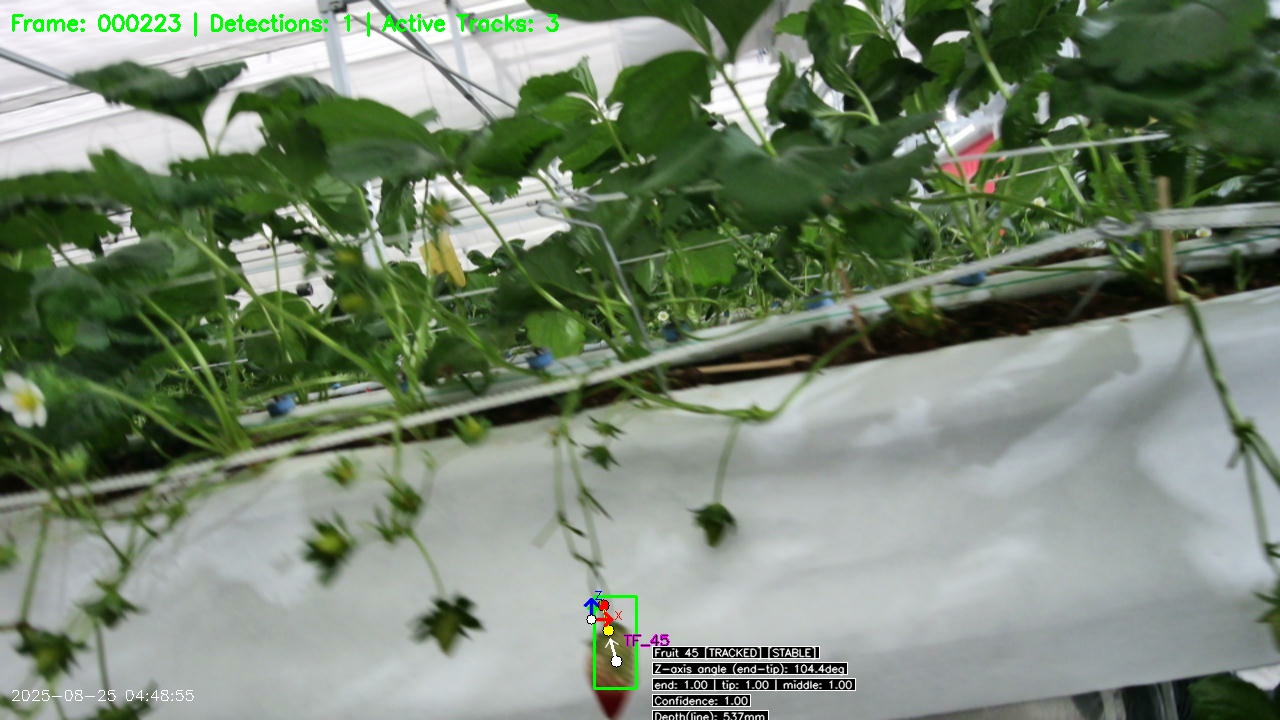 Frame: 000223 | Detections: 1 | Active Tracks: 3
Z
X
TF_45
Fruit 45 [TRACKED] [STABLE]
Z-axis angle (end-tip): 104.4deg
end: 1.00 | tip: 1.00 | middle: 1.00
Confidence: 1.00
Depth(line): 537mm
2025-08-25 04:48:55